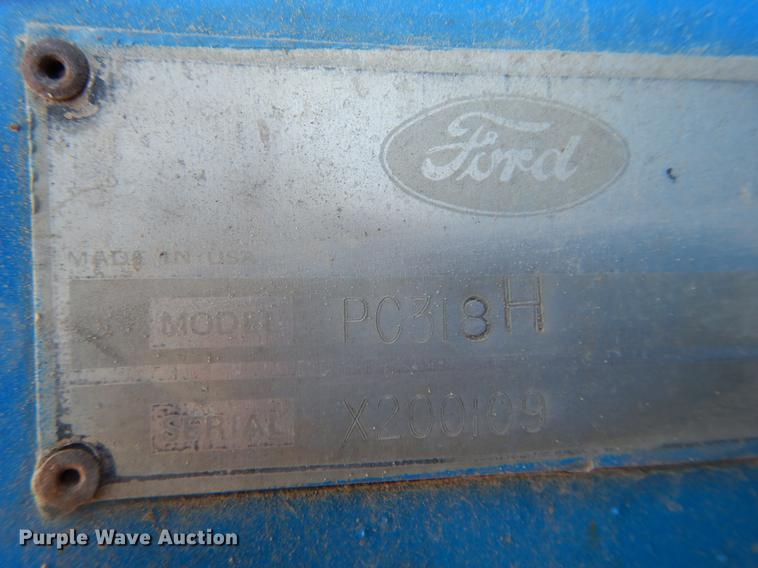 Ford
MADE IN USA
MODEL PC318H
SERIAL X200109
Purple Wave Auction